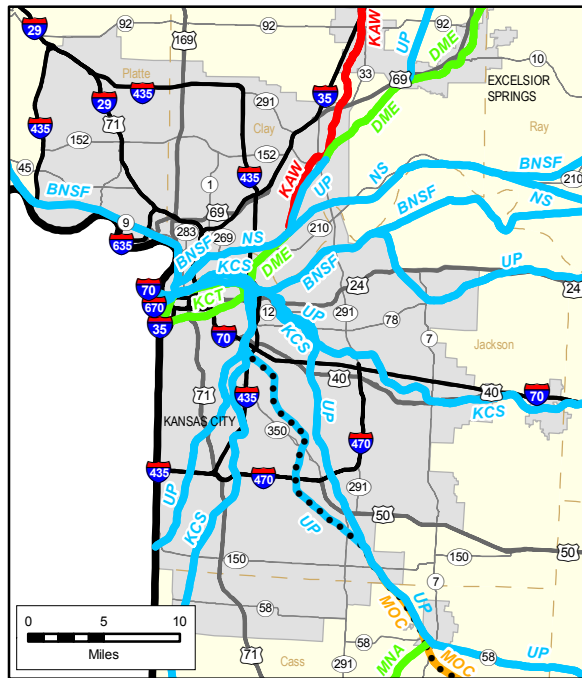 92
92
92
29
169
KAW
UP
DME
10
Platte
33
69
EXCELSIOR
SPRINGS
435
29
35
291
71
DME
Clay
435
152
152
435
Ray
45
KAW
UP
NS
BNSF
210
1
BNSF
69
BNSF
NS
9
283
269
210
635
BNSF
NS
KCS
DME
BNSF
UP
70
24
24
KCT
670
12
UP
291
78
35
KCS
7
70
Jackson
40
40
70
71
435
UP
KCS
KANSAS CITY
350
470
435
470
291
UP
UP
50
50
KCS
150
150
7
0 5 10
Miles
58
MOC
UP
UP
71
Cass
291
MNA
58
MOC